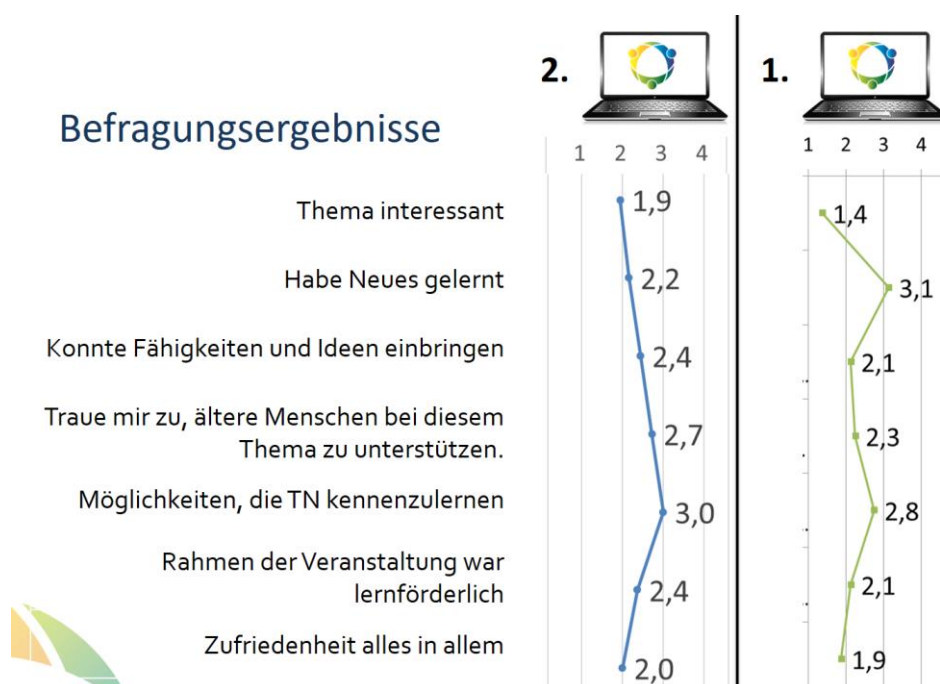 2.
1.
Befragungsergebnisse
1 2 3 4
1 2 3 4
Thema interessant
1,9
1,4
Habe Neues gelernt
2,2
3,1
Konnte Fähigkeiten und Ideen einbringen
2,4
2,1
Traue mir zu, ältere Menschen bei diesem
Thema zu unterstützen.
2,7
2,3
Möglichkeiten, die TN kennenzulernen
3,0
2,8
Rahmen der Veranstaltung war
lernförderlich
2,4
2,1
Zufriedenheit alles in allem
2,0
1,9